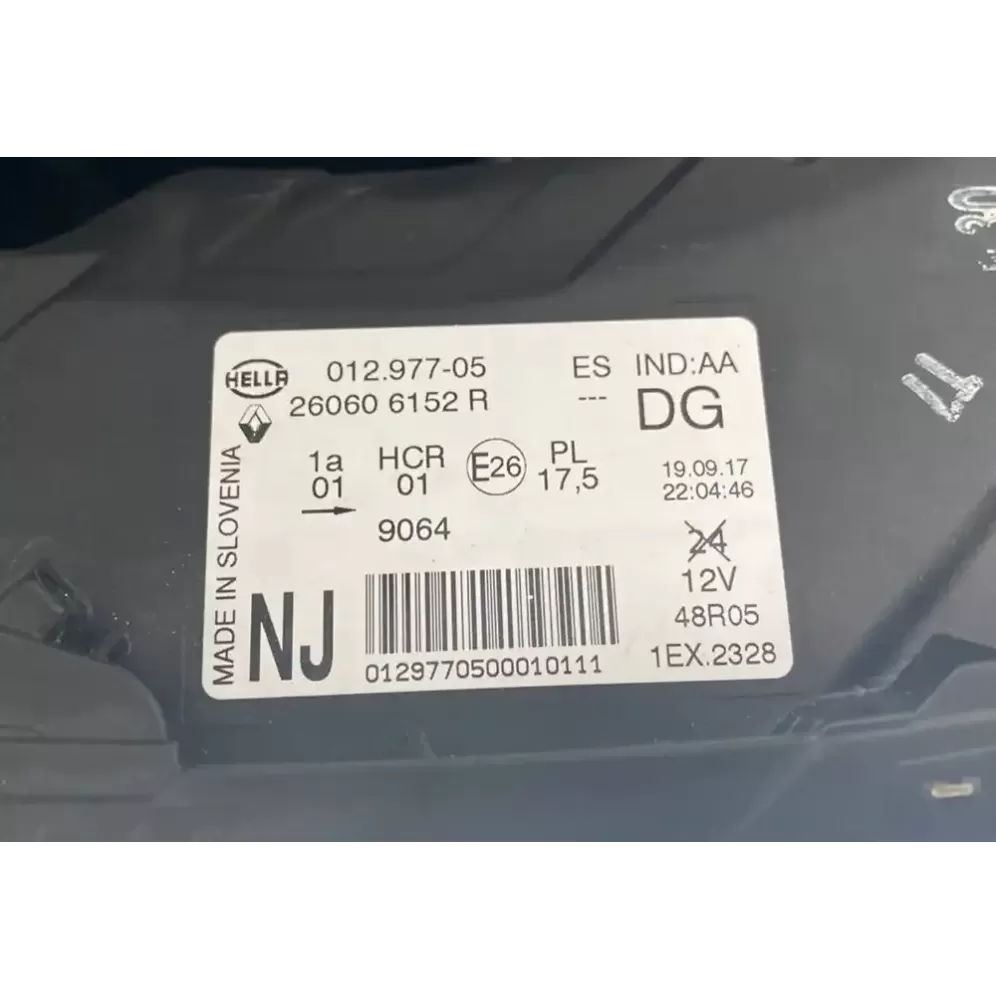 HELLA 012.977-05 ES IND:AA
26060 6152 R --- DG
1a HCR E26 PL 19.09.17
01 01 17,5 22:04:46
9064 24
12V
NJ 48R05
0129770500010111 1EX.2328
MADE IN SLOVENIA